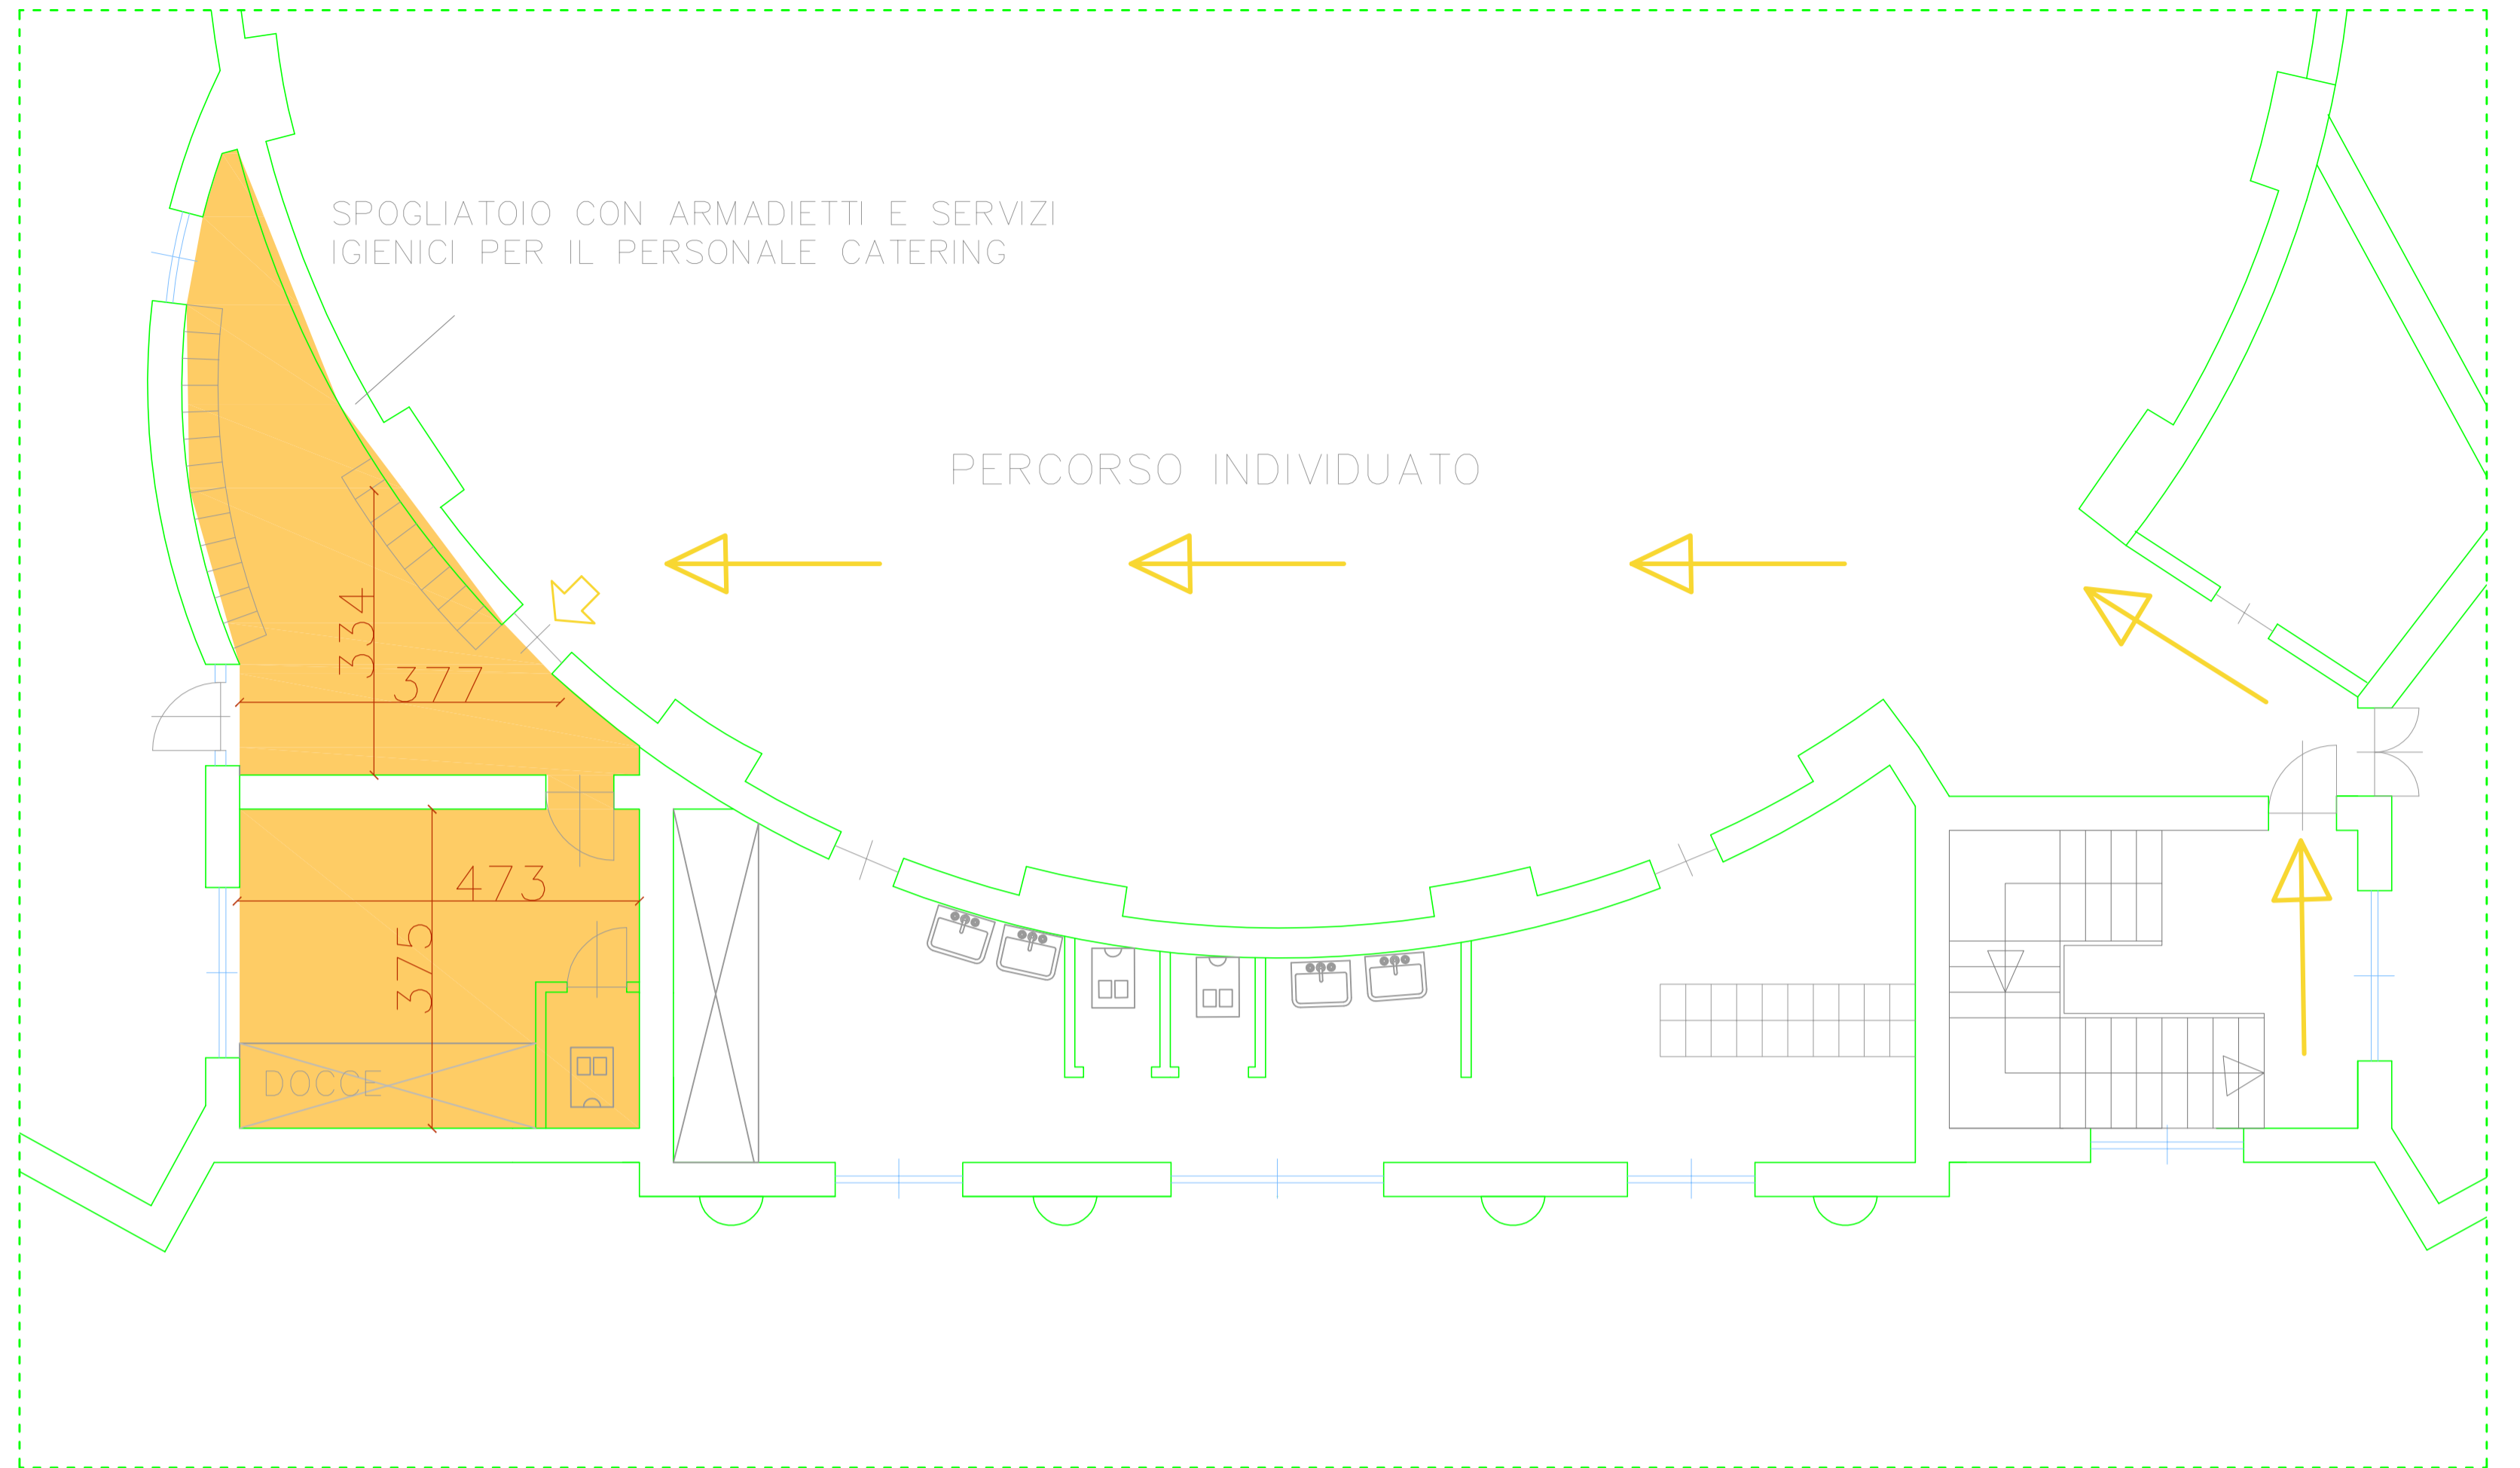 SPOGLIATOIO CON ARMADIETTI E SERVIZI
IGIENICI PER IL PERSONALE CATERING
PERCORSO INDIVIDUATO
334
377
473
375
DOCCE